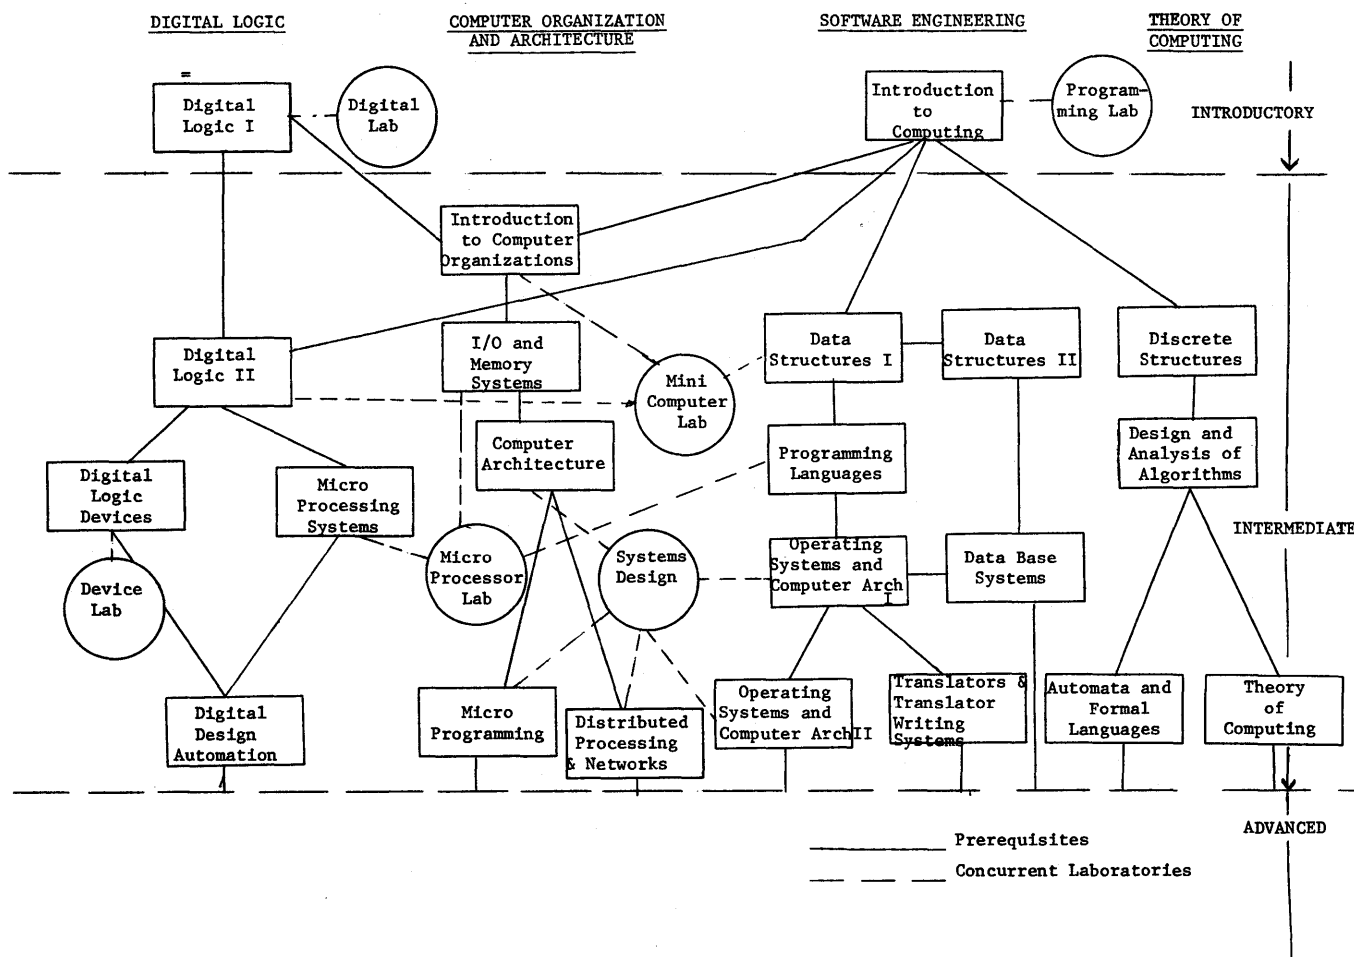 DIGITAL LOGIC
COMPUTER ORGANIZATION
AND ARCHITECTURE
SOFTWARE ENGINEERING
THEORY OF
COMPUTING
=
Digital
Logic I
Digital
Lab
Introduction
to
Computing
Program-
ming Lab
INTRODUCTORY
Introduction
to Computer
Organizations
Digital
Logic II
I/O and
Memory
Systems
Mini
Computer
Lab
Data
Structures I
Data
Structures II
Discrete
Structures
Computer
Architecture
Programming
Languages
Design and
Analysis of
Algorithms
Digital
Logic
Devices
Micro
Processing
Systems
INTERMEDIATE
Device
Lab
Micro
Processor
Lab
Systems
Design
Operating
Systems and
Computer Arch
I
Data Base
Systems
Digital
Design
Automation
Micro
Programming
Distributed
Processing
& Networks
Operating
Systems and
Computer Arch II
Translators &
Translator
Writing
Systems
Automata and
Formal
Languages
Theory
of
Computing
ADVANCED
Prerequisites
Concurrent Laboratories